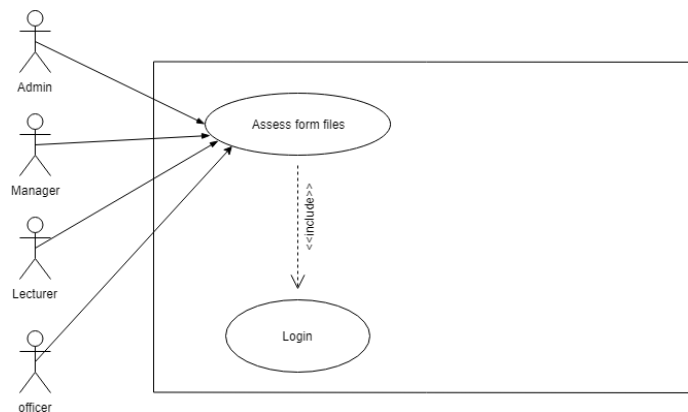 Admin
Assess form files
Manager
<<include>>
Lecturer
Login
officer